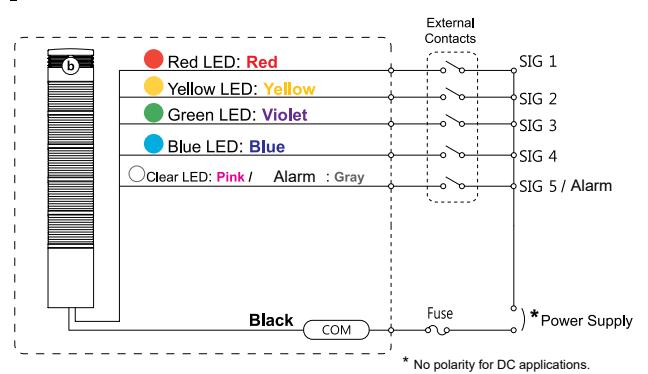 External
Contacts
b
Red LED: Red
SIG 1
Yellow LED: Yellow
SIG 2
Green LED: Violet
SIG 3
Blue LED: Blue
SIG 4
Clear LED: Pink / Alarm : Gray
SIG 5 / Alarm
Black
COM
Fuse
*Power Supply
* No polarity for DC applications.